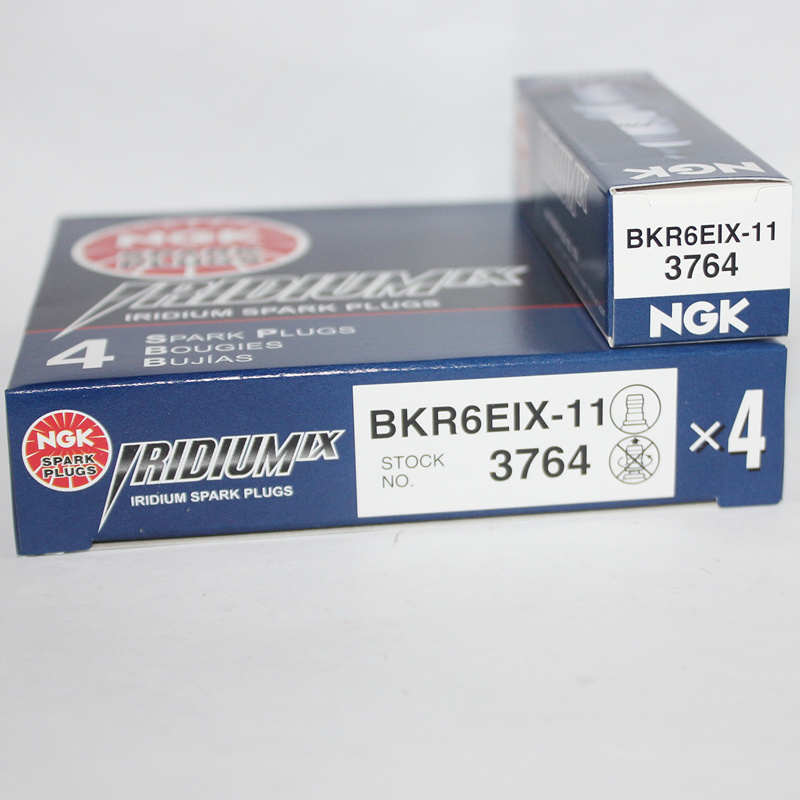 NGK
BKR6EIX-11
3764
NGK
NGK
IRIDIUM IX
IRIDIUM SPARK PLUGS
4
SPARK PLUGS
BOUGIES
BUJÍAS
NGK
SPARK
PLUGS
IRIDIUM IX
IRIDIUM SPARK PLUGS
BKR6EIX-11
STOCK
NO.
3764
×4